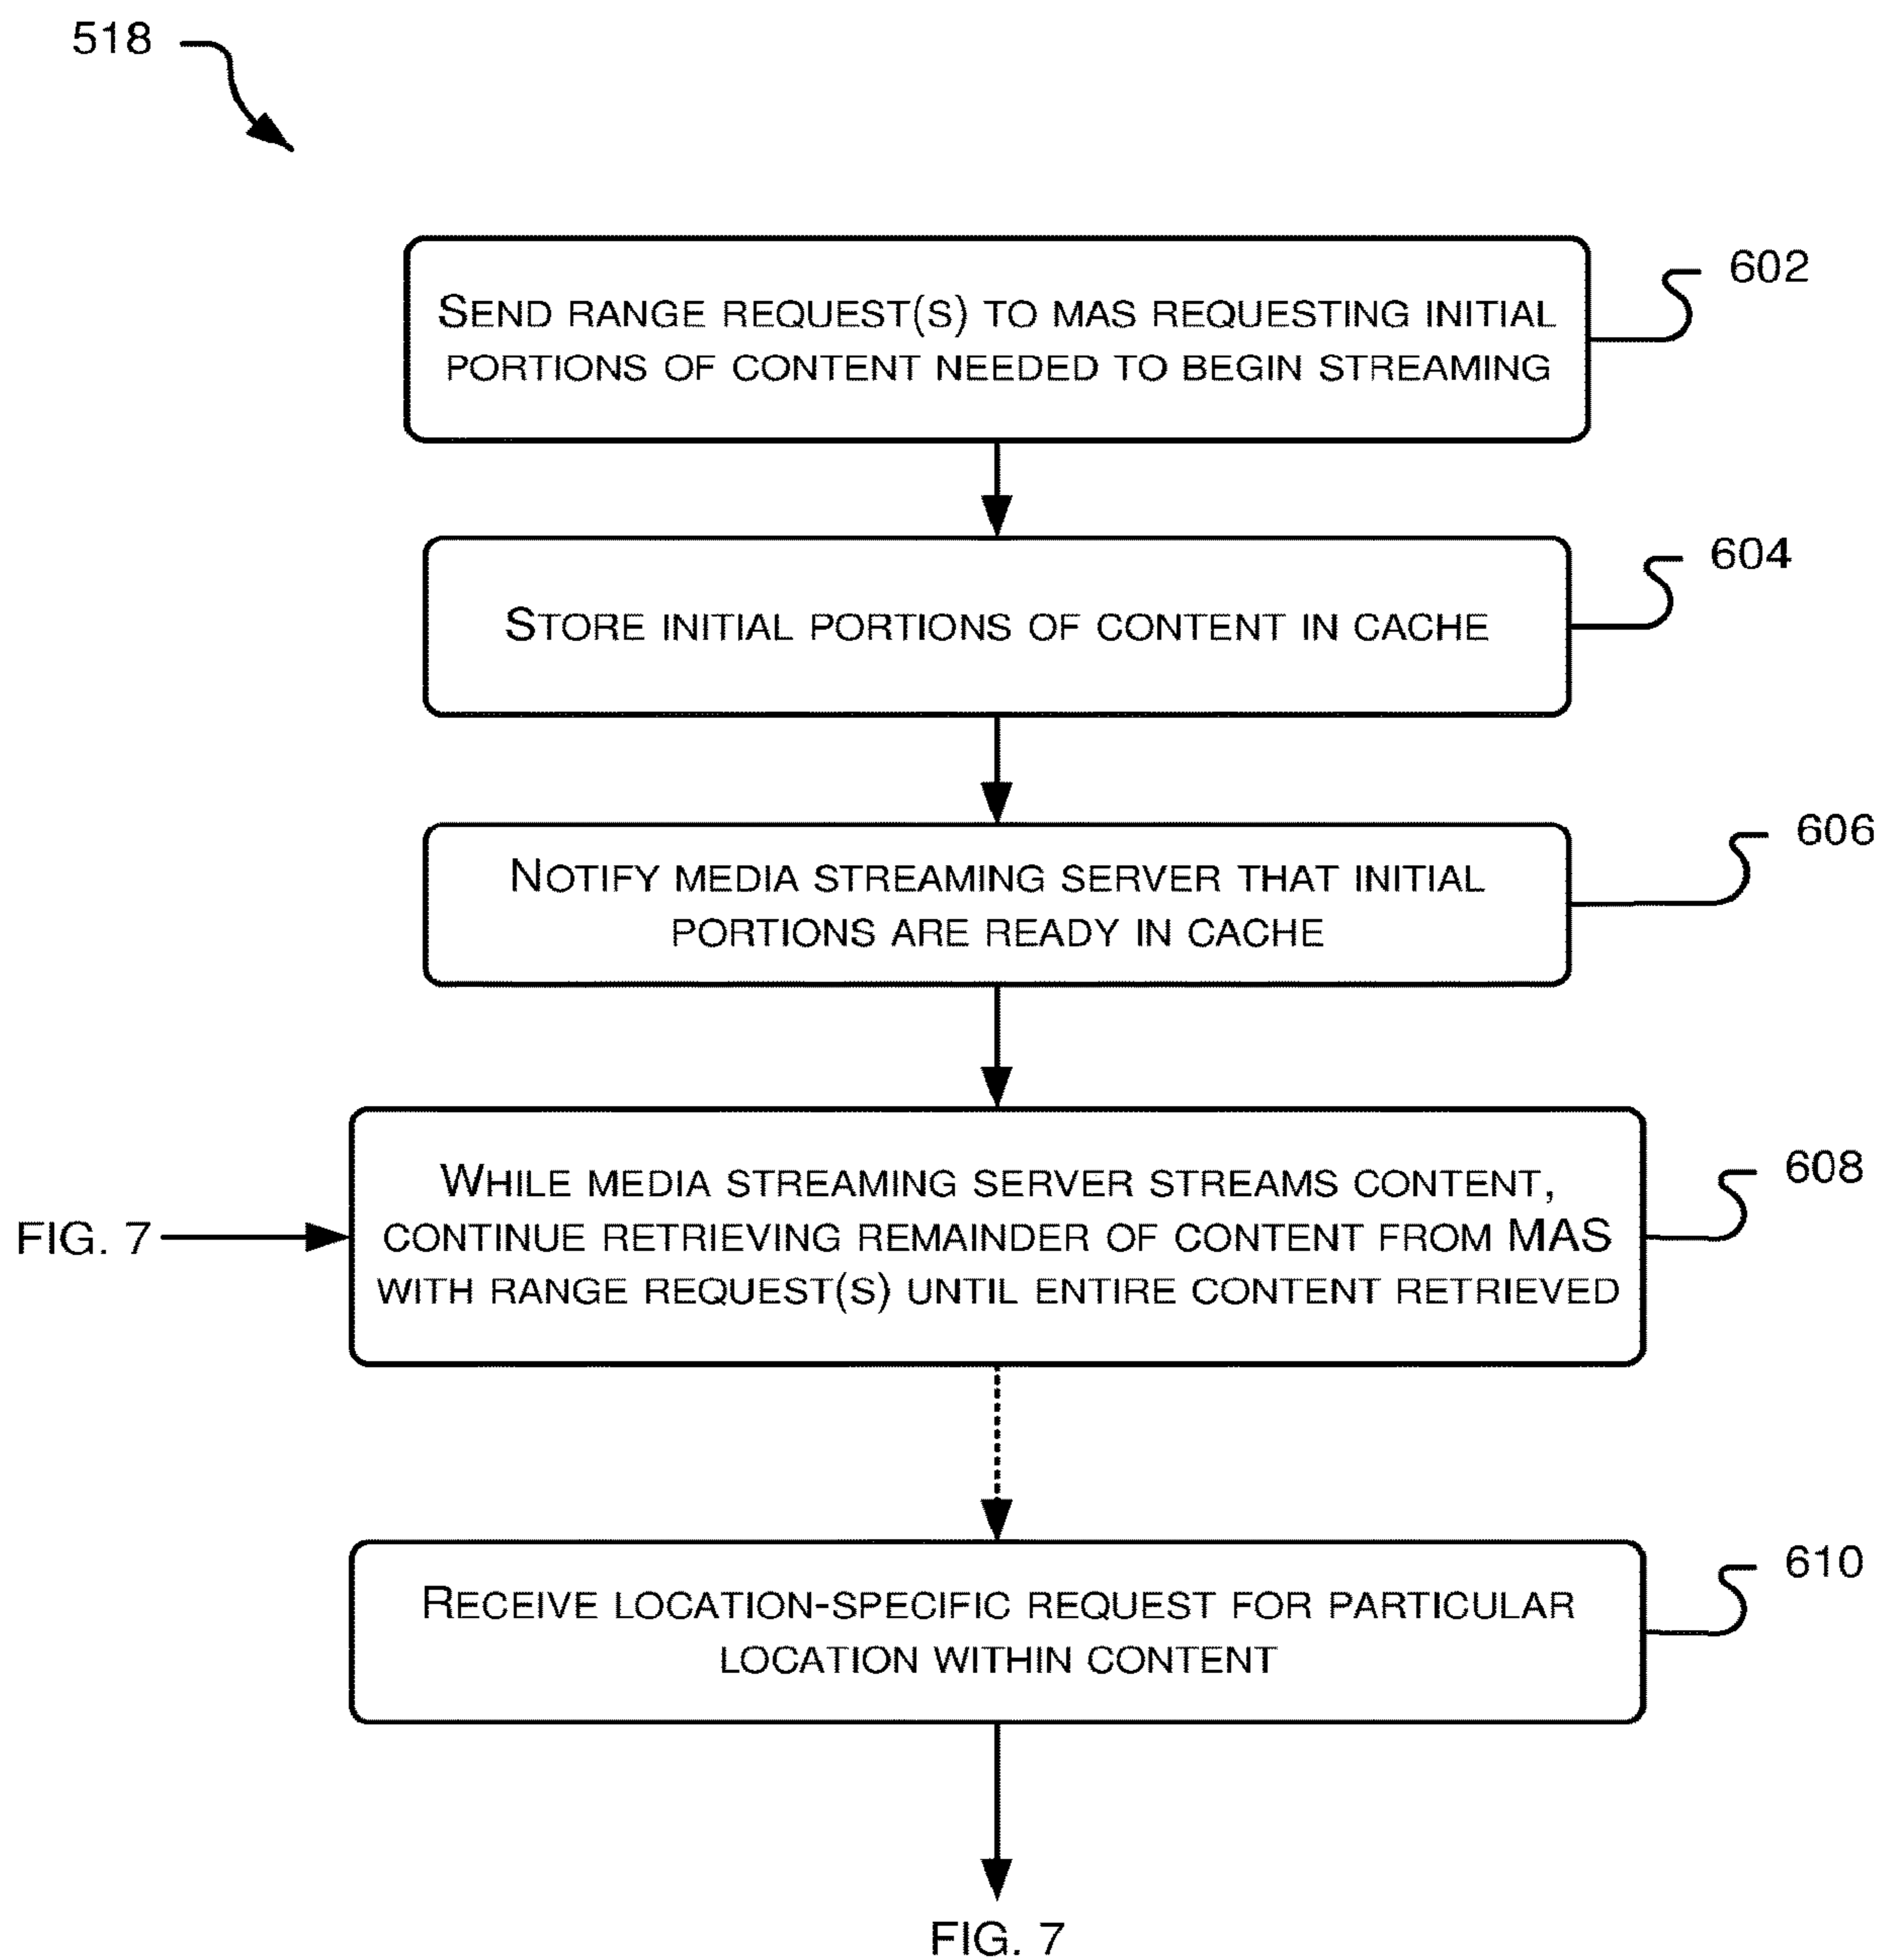 518
SEND RANGE REQUEST(S) TO MAS REQUESTING INITIAL
PORTIONS OF CONTENT NEEDED TO BEGIN STREAMING
602
STORE INITIAL PORTIONS OF CONTENT IN CACHE
604
NOTIFY MEDIA STREAMING SERVER THAT INITIAL
PORTIONS ARE READY IN CACHE
606
WHILE MEDIA STREAMING SERVER STREAMS CONTENT,
CONTINUE RETRIEVING REMAINDER OF CONTENT FROM MAS
WITH RANGE REQUEST(S) UNTIL ENTIRE CONTENT RETRIEVED
608
FIG. 7
RECEIVE LOCATION-SPECIFIC REQUEST FOR PARTICULAR
LOCATION WITHIN CONTENT
610
FIG. 7